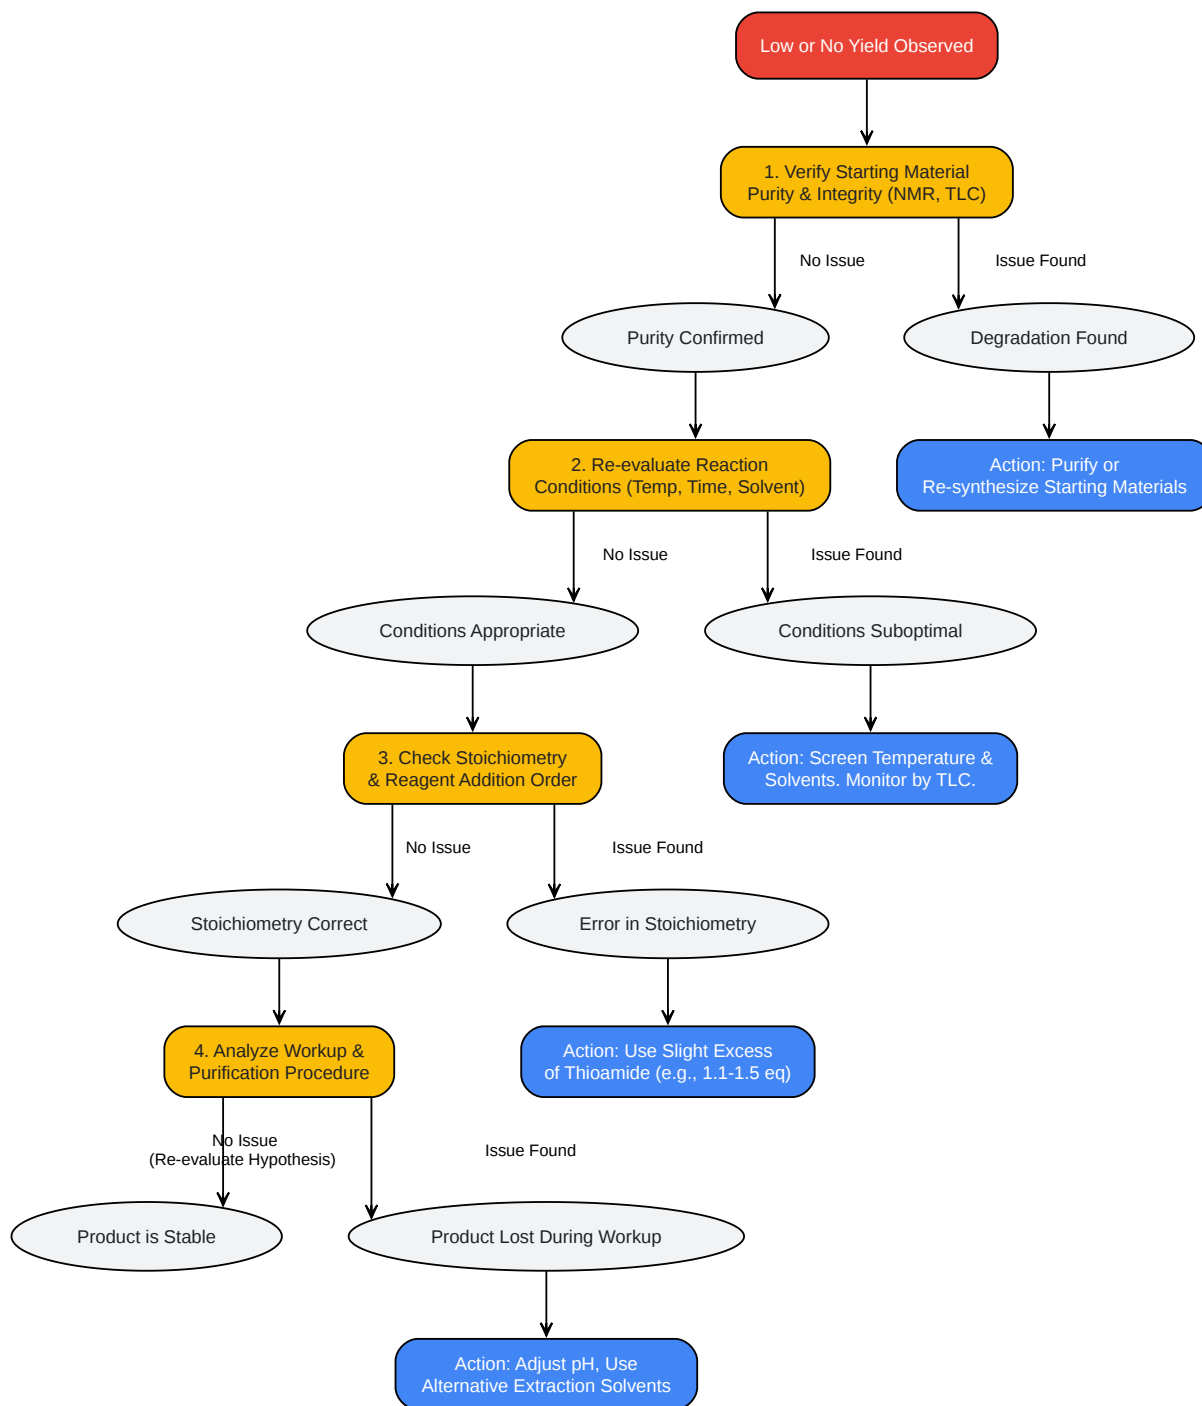 Low or No Yield Observed
1. Verify Starting Material
Purity & Integrity (NMR, TLC)
No Issue
Issue Found
Purity Confirmed
Degradation Found
2. Re-evaluate Reaction
Conditions (Temp, Time, Solvent)
Action: Purify or
Re-synthesize Starting Materials
No Issue
Issue Found
Conditions Appropriate
Conditions Suboptimal
3. Check Stoichiometry
& Reagent Addition Order
Action: Screen Temperature &
Solvents. Monitor by TLC.
No Issue
Issue Found
Stoichiometry Correct
Error in Stoichiometry
4. Analyze Workup &
Purification Procedure
Action: Use Slight Excess
of Thioamide (e.g., 1.1-1.5 eq)
No Issue
(Re-evaluate Hypothesis)
Issue Found
Product is Stable
Product Lost During Workup
Action: Adjust pH, Use
Alternative Extraction Solvents